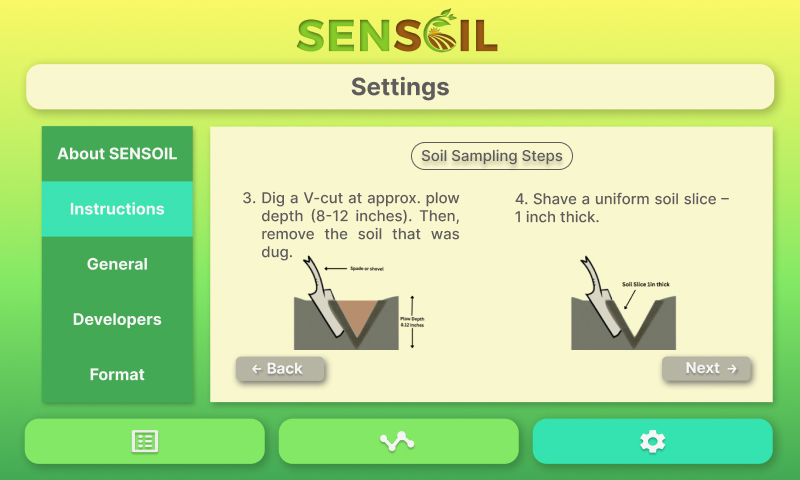 SENSOIL
Settings
About SENSOIL
Instructions
General
Developers
Format
Soil Sampling Steps
3. Dig a V-cut at approx. plow
depth (8-12 inches). Then,
remove the soil that was
dug.
Spade or shovel
Plow Depth
8.12 inches
4. Shave a uniform soil slice –
1 inch thick.
Soil Slice 1in thick
← Back
Next →